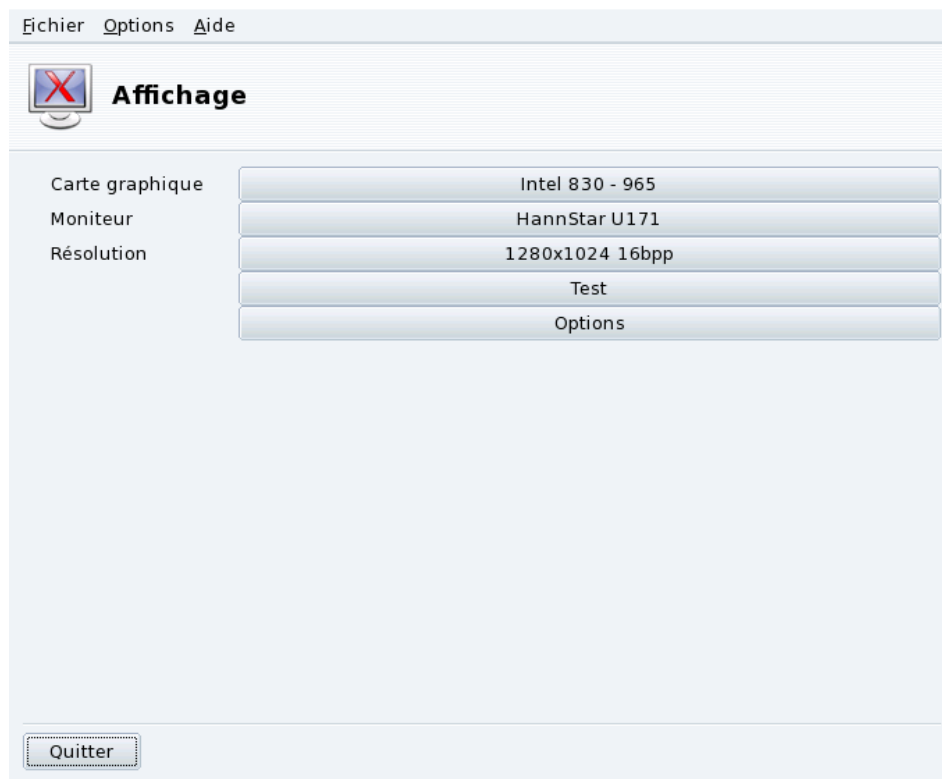 Fichier Options Aide
Affichage
Carte graphique Intel 830 - 965
Moniteur HannStar U171
Résolution 1280x1024 16bpp
Test
Options
Quitter